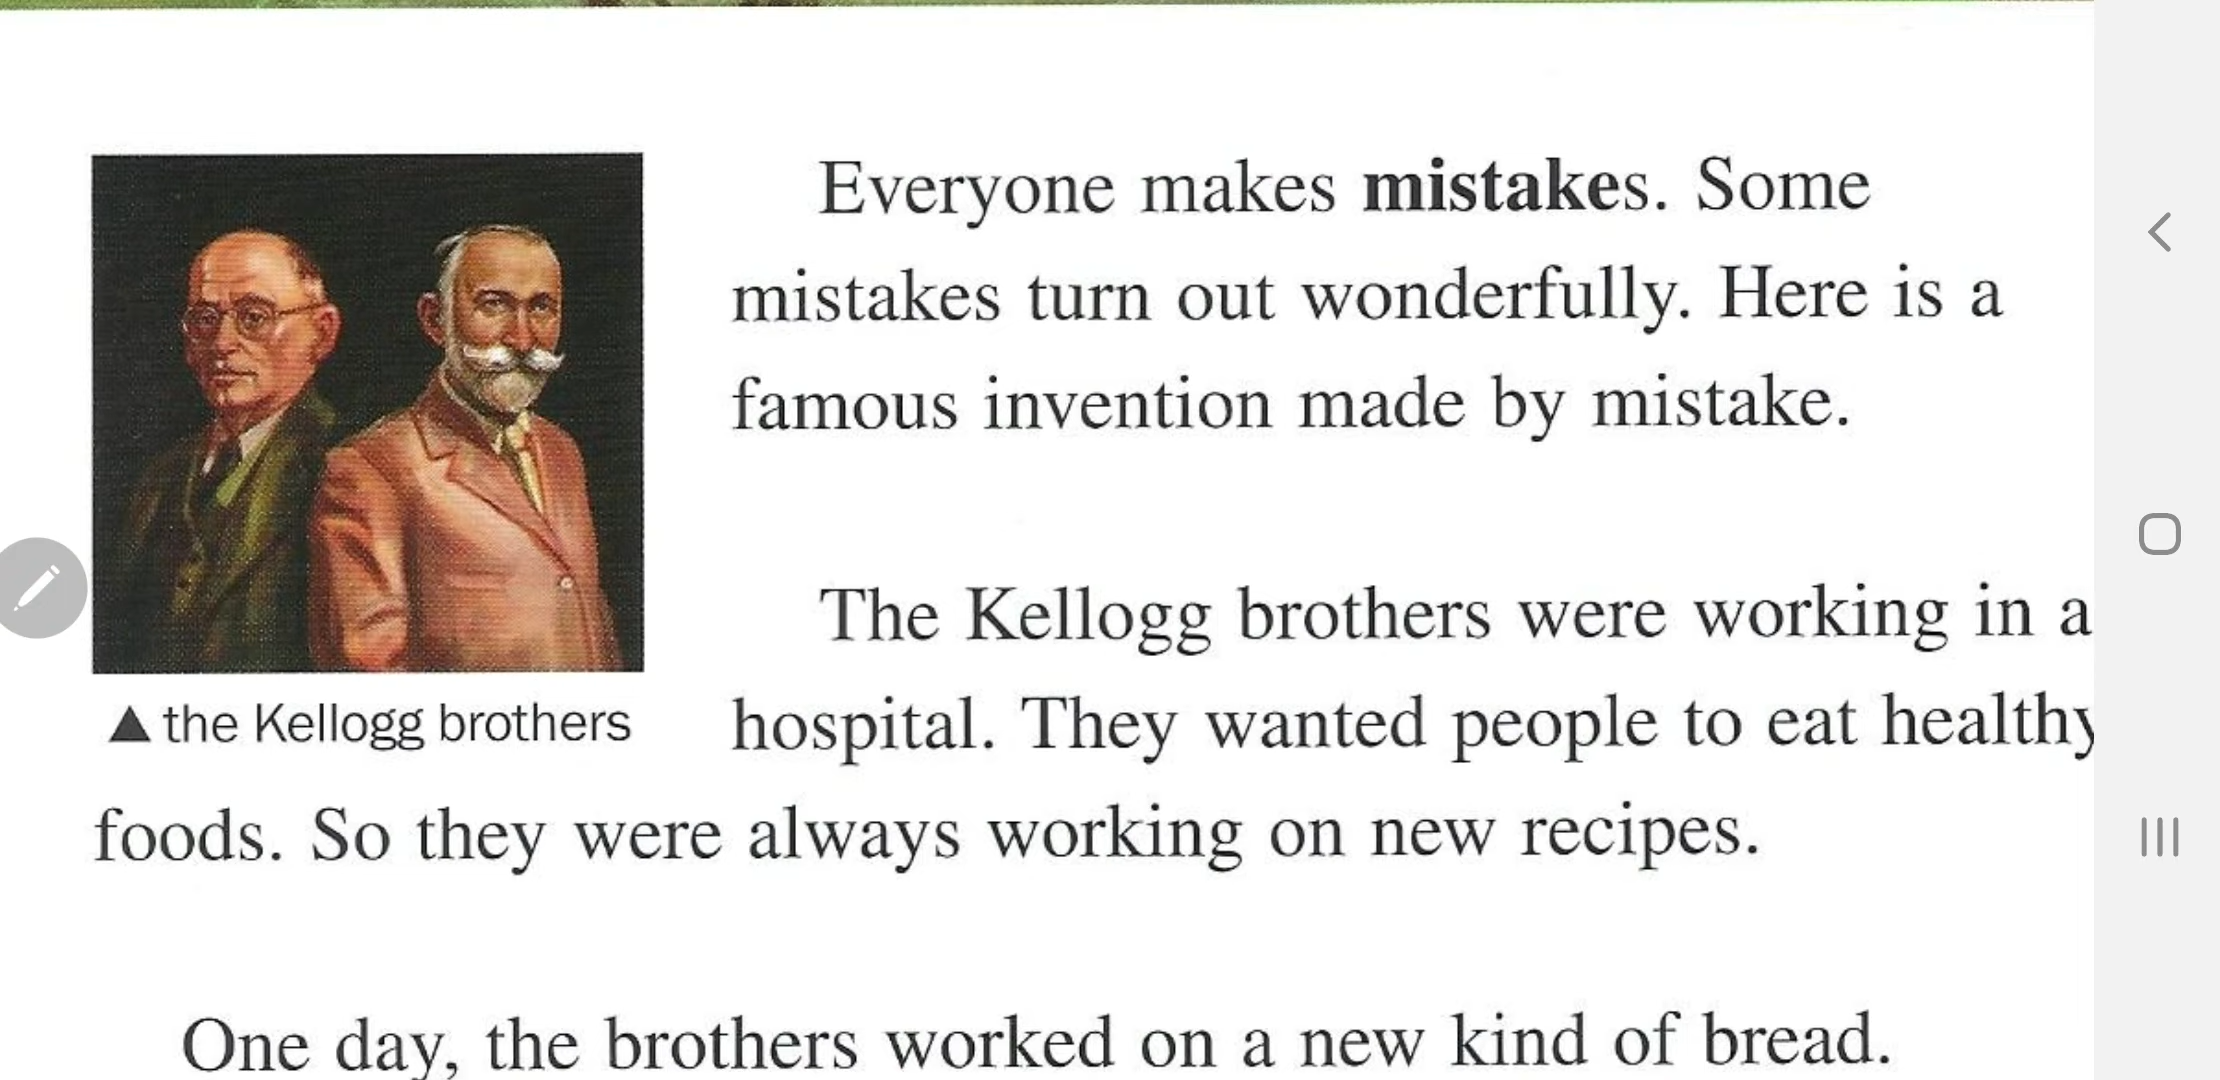 Everyone makes mistakes. Some
mistakes turn out wonderfully. Here is a
famous invention made by mistake.
▲ the Kellogg brothers
The Kellogg brothers were working in a
hospital. They wanted people to eat healthy
foods. So they were always working on new recipes.
One day, the brothers worked on a new kind of bread.